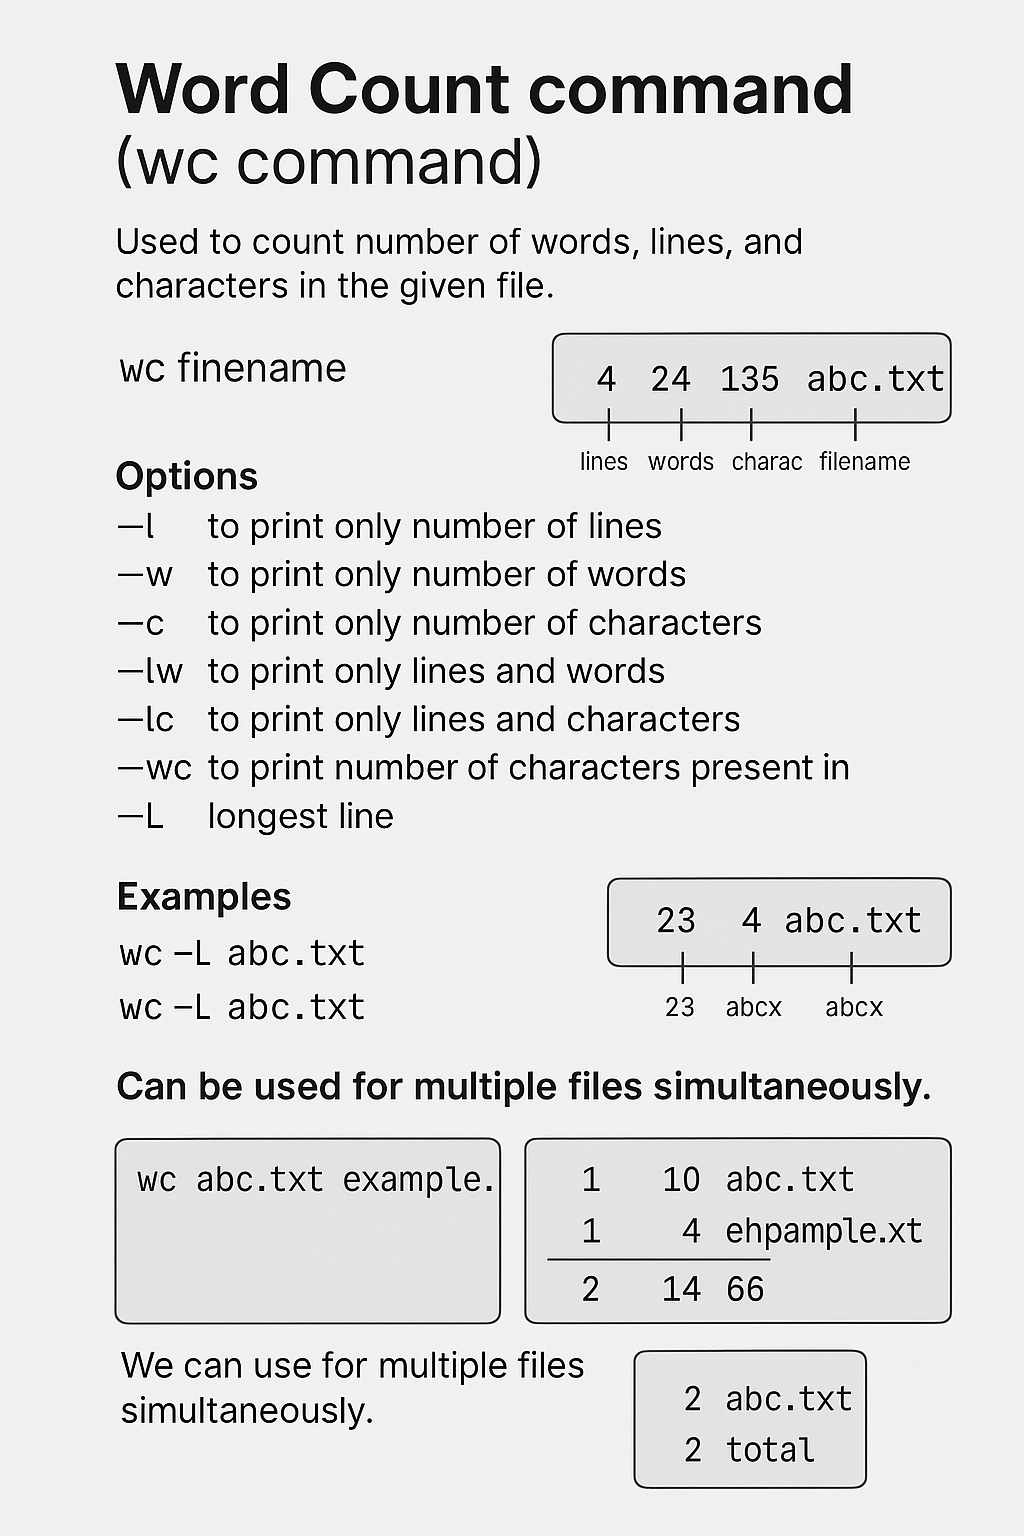 Word Count command
(wc command)
Used to count number of words, lines, and
characters in the given file.
wc finename
4 24 135 abc.txt
lines words charac filename
Options
—l to print only number of lines
—w to print only number of words
—c to print only number of characters
—lw to print only lines and words
—lc to print only lines and characters
—wc to print number of characters present in
—L longest line
Examples
wc –L abc.txt
wc –L abc.txt
23 4 abc.txt
23 abcx abcx
Can be used for multiple files simultaneously.
wc abc.txt example.
1 10 abc.txt
1 4 ehpample.xt
2 14 66
We can use for multiple files
simultaneously.
2 abc.txt
2 total